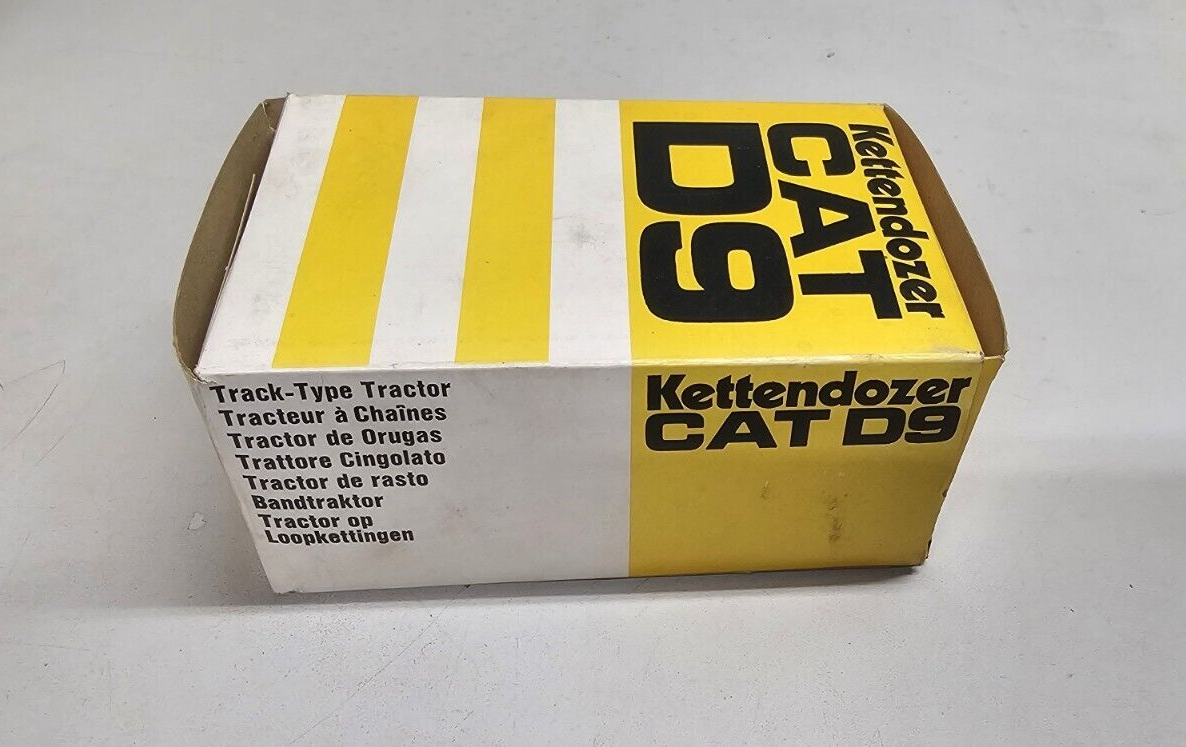 Kettendozer
CAT
D9
Track-Type Tractor
Tracteur à Chaînes
Tractor de Orugas
Trattore Cingolato
Tractor de rasto
Bandtraktor
Tractor op
Loopkettingen
Kettendozer
CAT D9